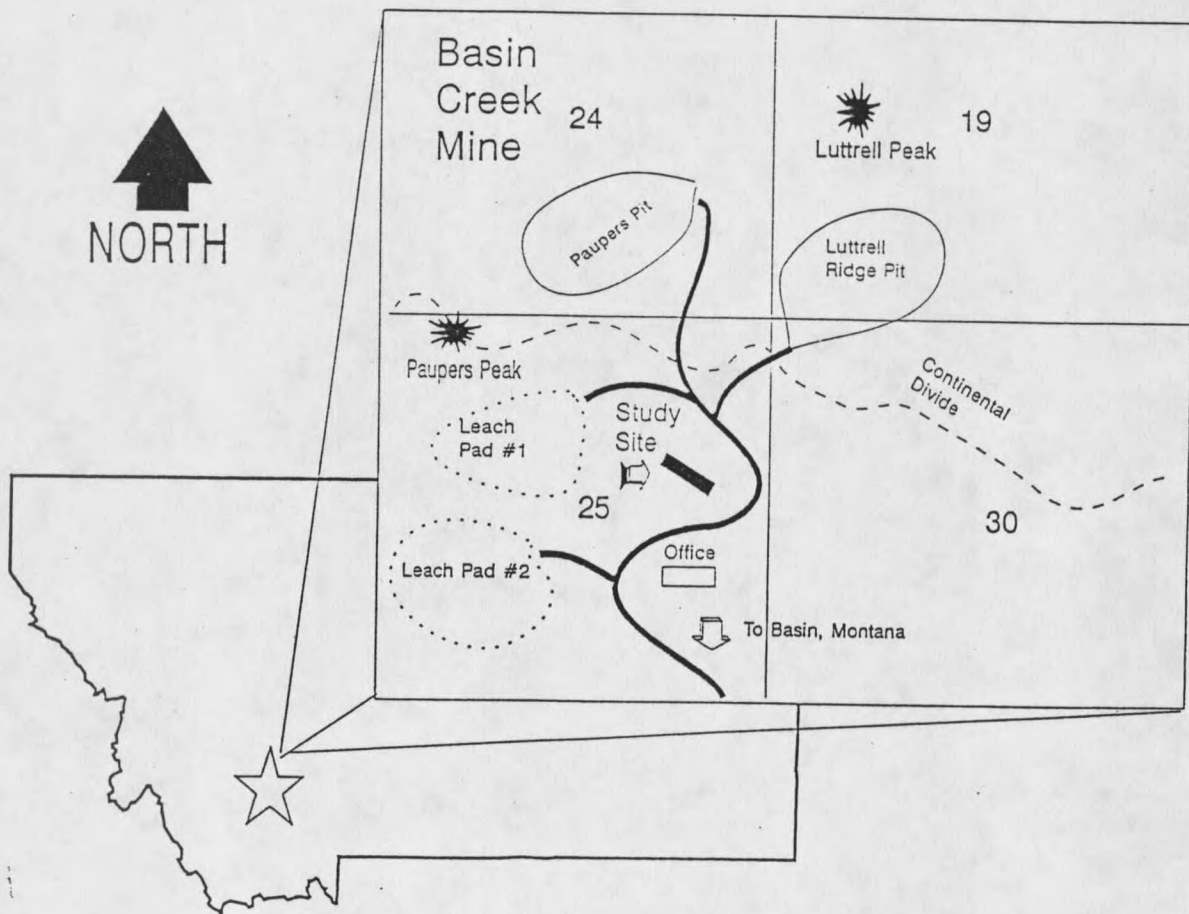 Basin
Creek
Mine
24
19
Luttrell Peak
NORTH
Paupers Pit
Luttrell
Ridge Pit
Paupers Peak
Continental
Divide
Leach
Pad #1
Study
Site
25
30
Leach Pad #2
Office
To Basin, Montana